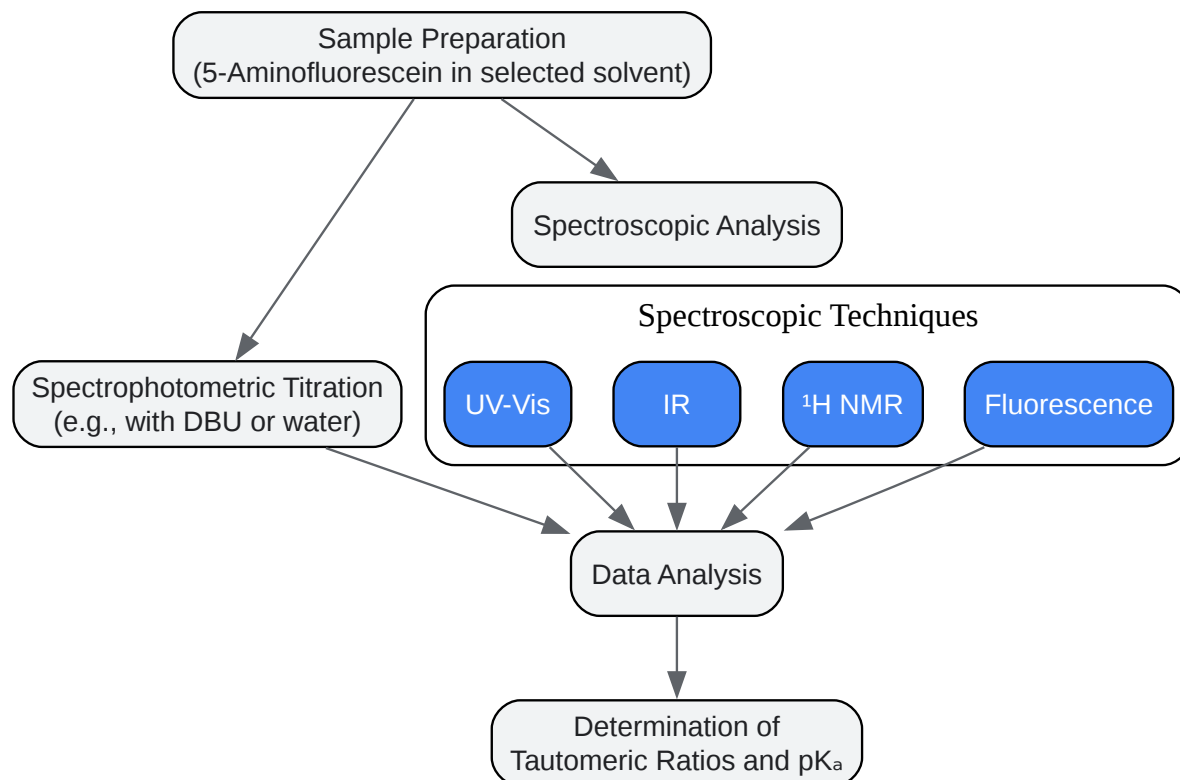 Sample Preparation
(5-Aminofluorescein in selected solvent)
Spectroscopic Analysis
Spectroscopic Techniques
Spectrophotometric Titration
(e.g., with DBU or water)
UV-Vis
IR
¹H NMR
Fluorescence
Data Analysis
Determination of
Tautomeric Ratios and pKₐ